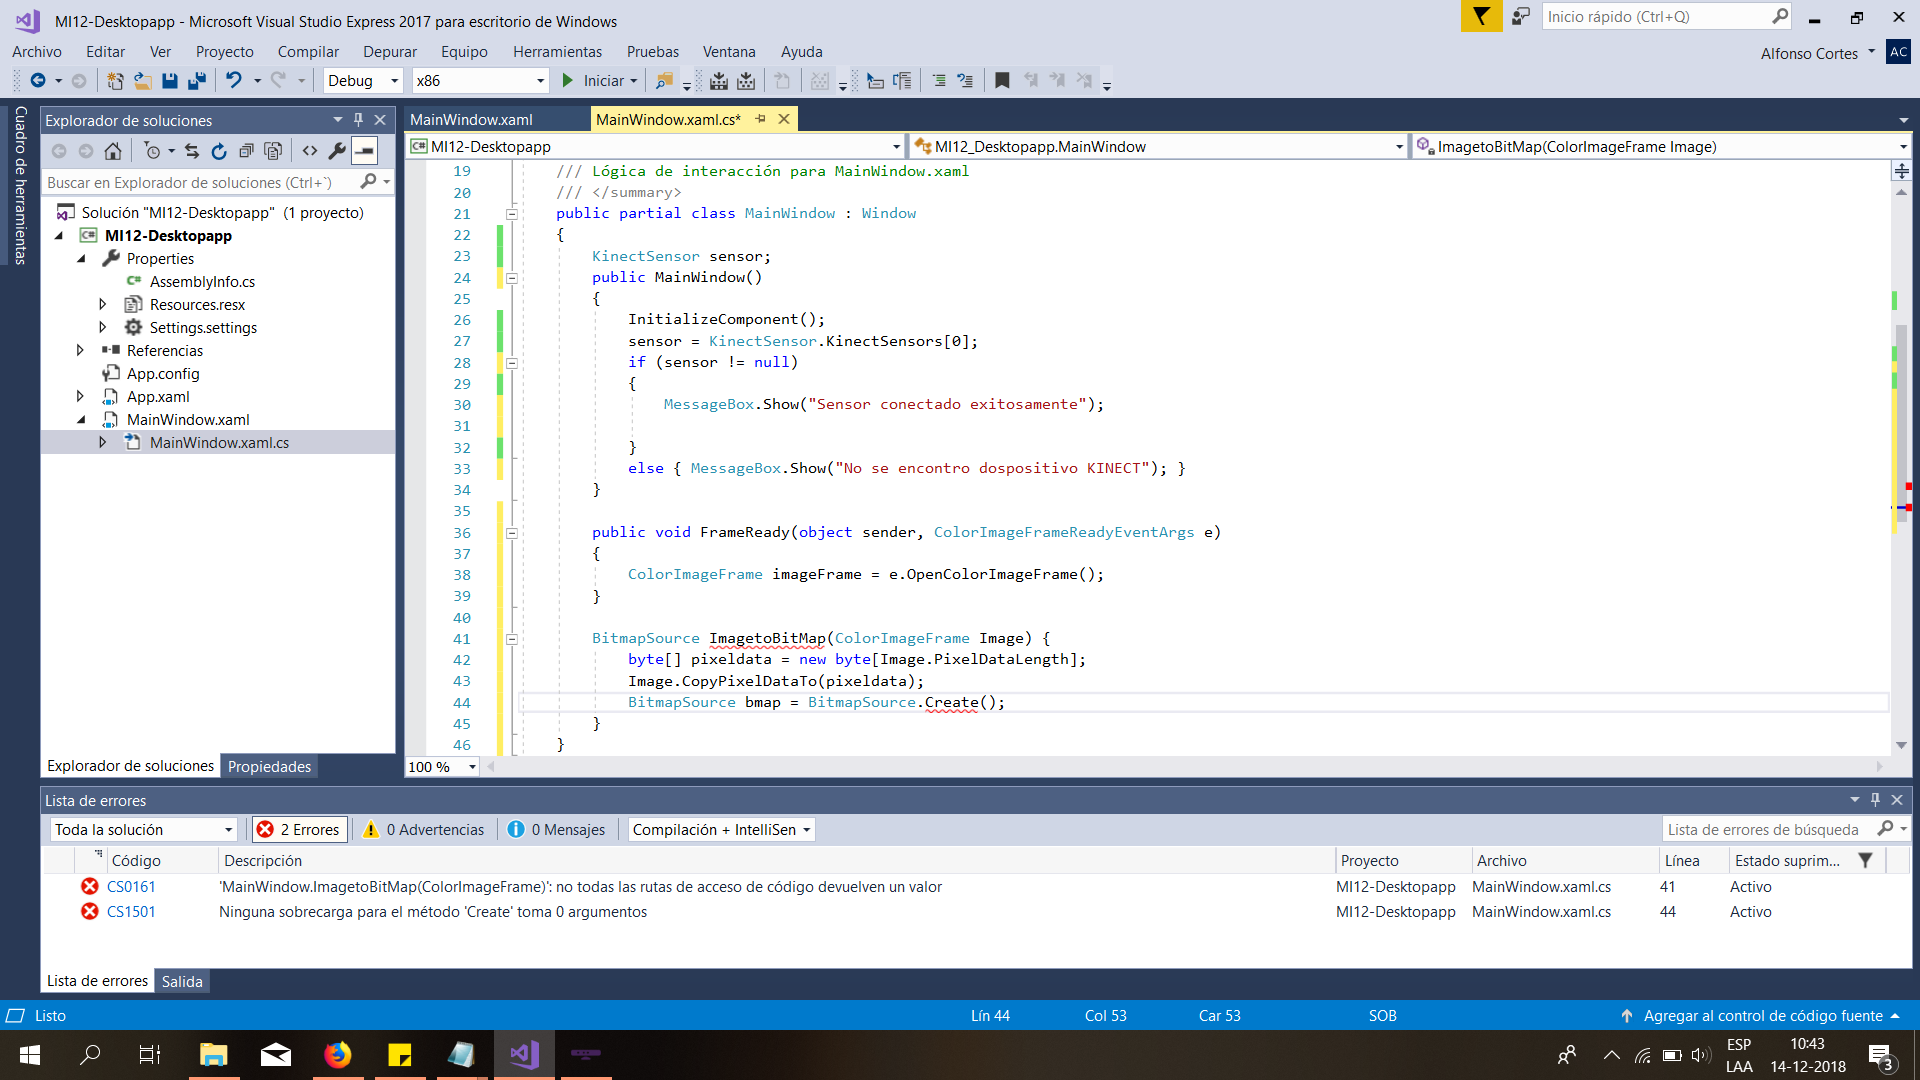 MI12-Desktopapp - Microsoft Visual Studio Express 2017 para escritorio de Windows
Inicio rápido (Ctrl+Q)
Archivo Editar Ver Proyecto Compilar Depurar Equipo Herramientas Pruebas Ventana Ayuda
Alfonso Cortes AC
Debug x86 Iniciar
Cuadro de herramientas
Explorador de soluciones
Buscar en Explorador de soluciones (Ctrl+`)
Solución "MI12-Desktopapp" (1 proyecto)
C# MI12-Desktopapp
Properties
C# AssemblyInfo.cs
Resources.resx
Settings.settings
Referencias
App.config
App.xaml
MainWindow.xaml
MainWindow.xaml.cs
Explorador de soluciones Propiedades
MainWindow.xaml MainWindow.xaml.cs*
C# MI12-Desktopapp MI12_Desktopapp.MainWindow ImagetoBitMap(ColorImageFrame Image)
19 /// Lógica de interacción para MainWindow.xaml
20 /// </summary>
21 public partial class MainWindow : Window
22 {
23 KinectSensor sensor;
24 public MainWindow()
25 {
26 InitializeComponent();
27 sensor = KinectSensor.KinectSensors[0];
28 if (sensor != null)
29 {
30 MessageBox.Show("Sensor conectado exitosamente");
31
32 }
33 else { MessageBox.Show("No se encontro dospositivo KINECT"); }
34 }
35
36 public void FrameReady(object sender, ColorImageFrameReadyEventArgs e)
37 {
38 ColorImageFrame imageFrame = e.OpenColorImageFrame();
39 }
40
41 BitmapSource ImagetoBitMap(ColorImageFrame Image) {
42 byte[] pixeldata = new byte[Image.PixelDataLength];
43 Image.CopyPixelDataTo(pixeldata);
44 BitmapSource bmap = BitmapSource.Create();
45 }
46 }
100 %
Lista de errores
Toda la solución 2 Errores 0 Advertencias 0 Mensajes Compilación + IntelliSen
Lista de errores de búsqueda
Código Descripción Proyecto Archivo Línea Estado suprim...
CS0161 'MainWindow.ImagetoBitMap(ColorImageFrame)': no todas las rutas de acceso de código devuelven un valor MI12-Desktopapp MainWindow.xaml.cs 41 Activo
CS1501 Ninguna sobrecarga para el método 'Create' toma 0 argumentos MI12-Desktopapp MainWindow.xaml.cs 44 Activo
Lista de errores Salida
Listo Lín 44 Col 53 Car 53 SOB Agregar al control de código fuente
ESP
LAA
10:43
14-12-2018
3